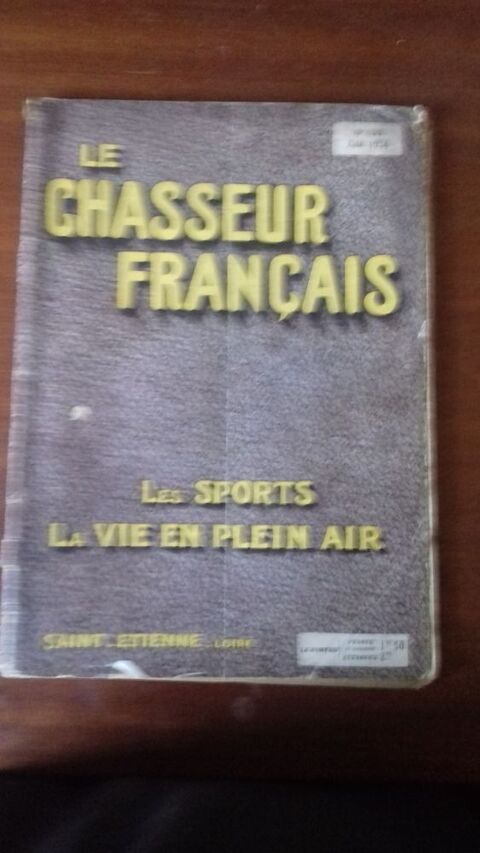 LE
CHASSEUR
FRANÇAIS
LES SPORTS
LA VIE EN PLEIN AIR
SAINT-ETIENNE - LOIRE